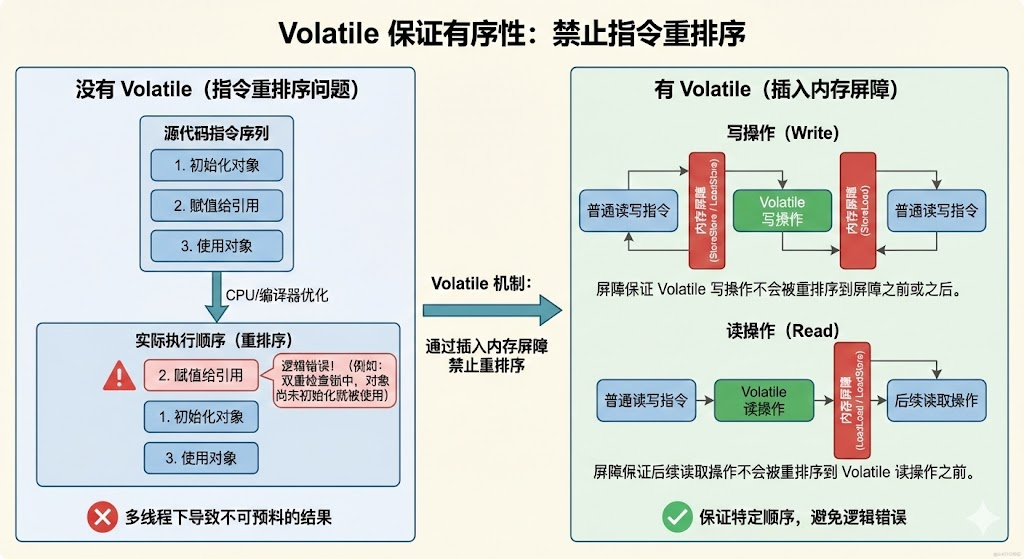 Volatile 保证有序性：禁止指令重排序
没有 Volatile（指令重排序问题）
源代码指令序列
1. 初始化对象
2. 赋值给引用
3. 使用对象
CPU/编译器优化
实际执行顺序（重排序）
2. 赋值给引用
逻辑错误！（例如：
双重检查锁中，对象
尚未初始化就被使用）
1. 初始化对象
3. 使用对象
多线程下导致不可预料的结果
Volatile 机制：
通过插入内存屏障
禁止重排序
有 Volatile（插入内存屏障）
写操作（Write）
普通读写指令
内存屏障
(StoreStore / LoadStore)
Volatile
写操作
内存屏障
(StoreLoad)
普通读写指令
屏障保证 Volatile 写操作不会被重排序到屏障之前或之后。
读操作（Read）
普通读写指令
Volatile
读操作
内存屏障
(LoadLoad / LoadStore)
后续读取操作
屏障保证后续读取操作不会被重排序到 Volatile 读操作之前。
保证特定顺序，避免逻辑错误